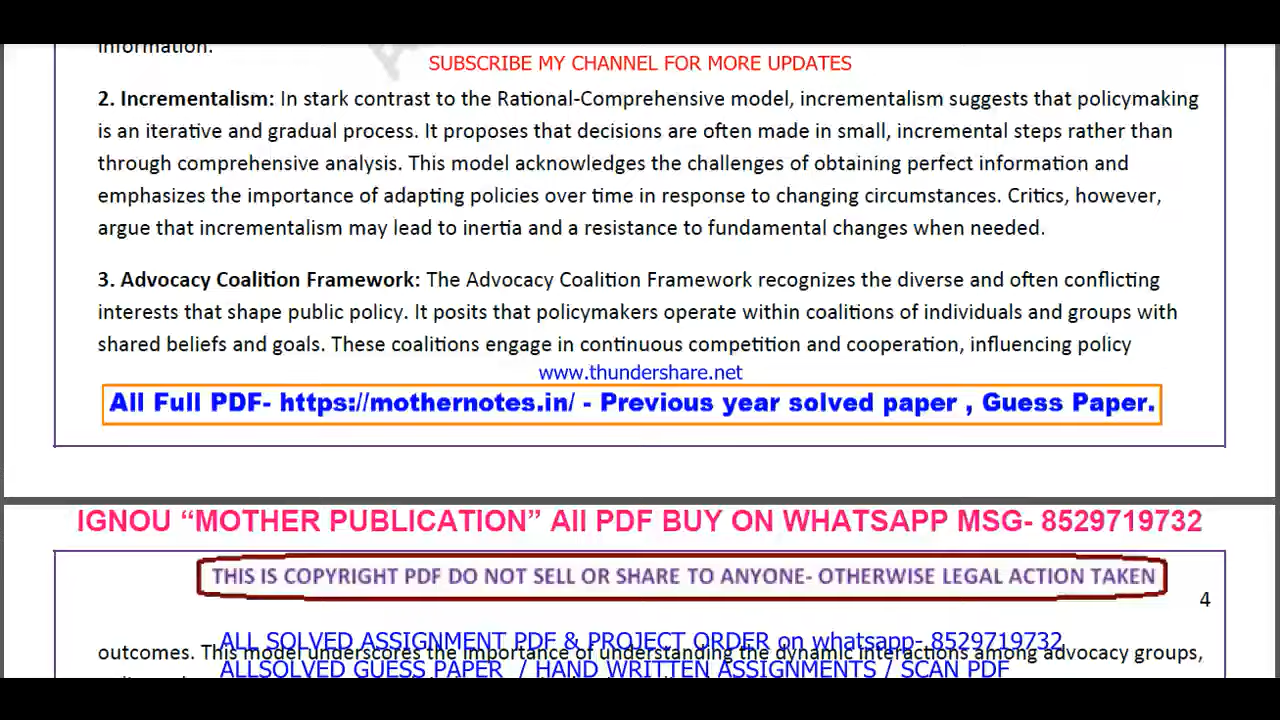 information.
SUBSCRIBE MY CHANNEL FOR MORE UPDATES
2. Incrementalism: In stark contrast to the Rational-Comprehensive model, incrementalism suggests that policymaking
is an iterative and gradual process. It proposes that decisions are often made in small, incremental steps rather than
through comprehensive analysis. This model acknowledges the challenges of obtaining perfect information and
emphasizes the importance of adapting policies over time in response to changing circumstances. Critics, however,
argue that incrementalism may lead to inertia and a resistance to fundamental changes when needed.
3. Advocacy Coalition Framework: The Advocacy Coalition Framework recognizes the diverse and often conflicting
interests that shape public policy. It posits that policymakers operate within coalitions of individuals and groups with
shared beliefs and goals. These coalitions engage in continuous competition and cooperation, influencing policy
www.thundershare.net
All Full PDF- https://mothernotes.in/ - Previous year solved paper , Guess Paper.
IGNOU “MOTHER PUBLICATION” All PDF BUY ON WHATSAPP MSG- 8529719732
THIS IS COPYRIGHT PDF DO NOT SELL OR SHARE TO ANYONE- OTHERWISE LEGAL ACTION TAKEN
4
ALL SOLVED ASSIGNMENT PDF & PROJECT ORDER on whatsapp- 8529719732
outcomes. This model underscores the importance of understanding the dynamic interactions among advocacy groups,
ALLSOLVED GUESS PAPER / HAND WRITTEN ASSIGNMENTS / SCAN PDF